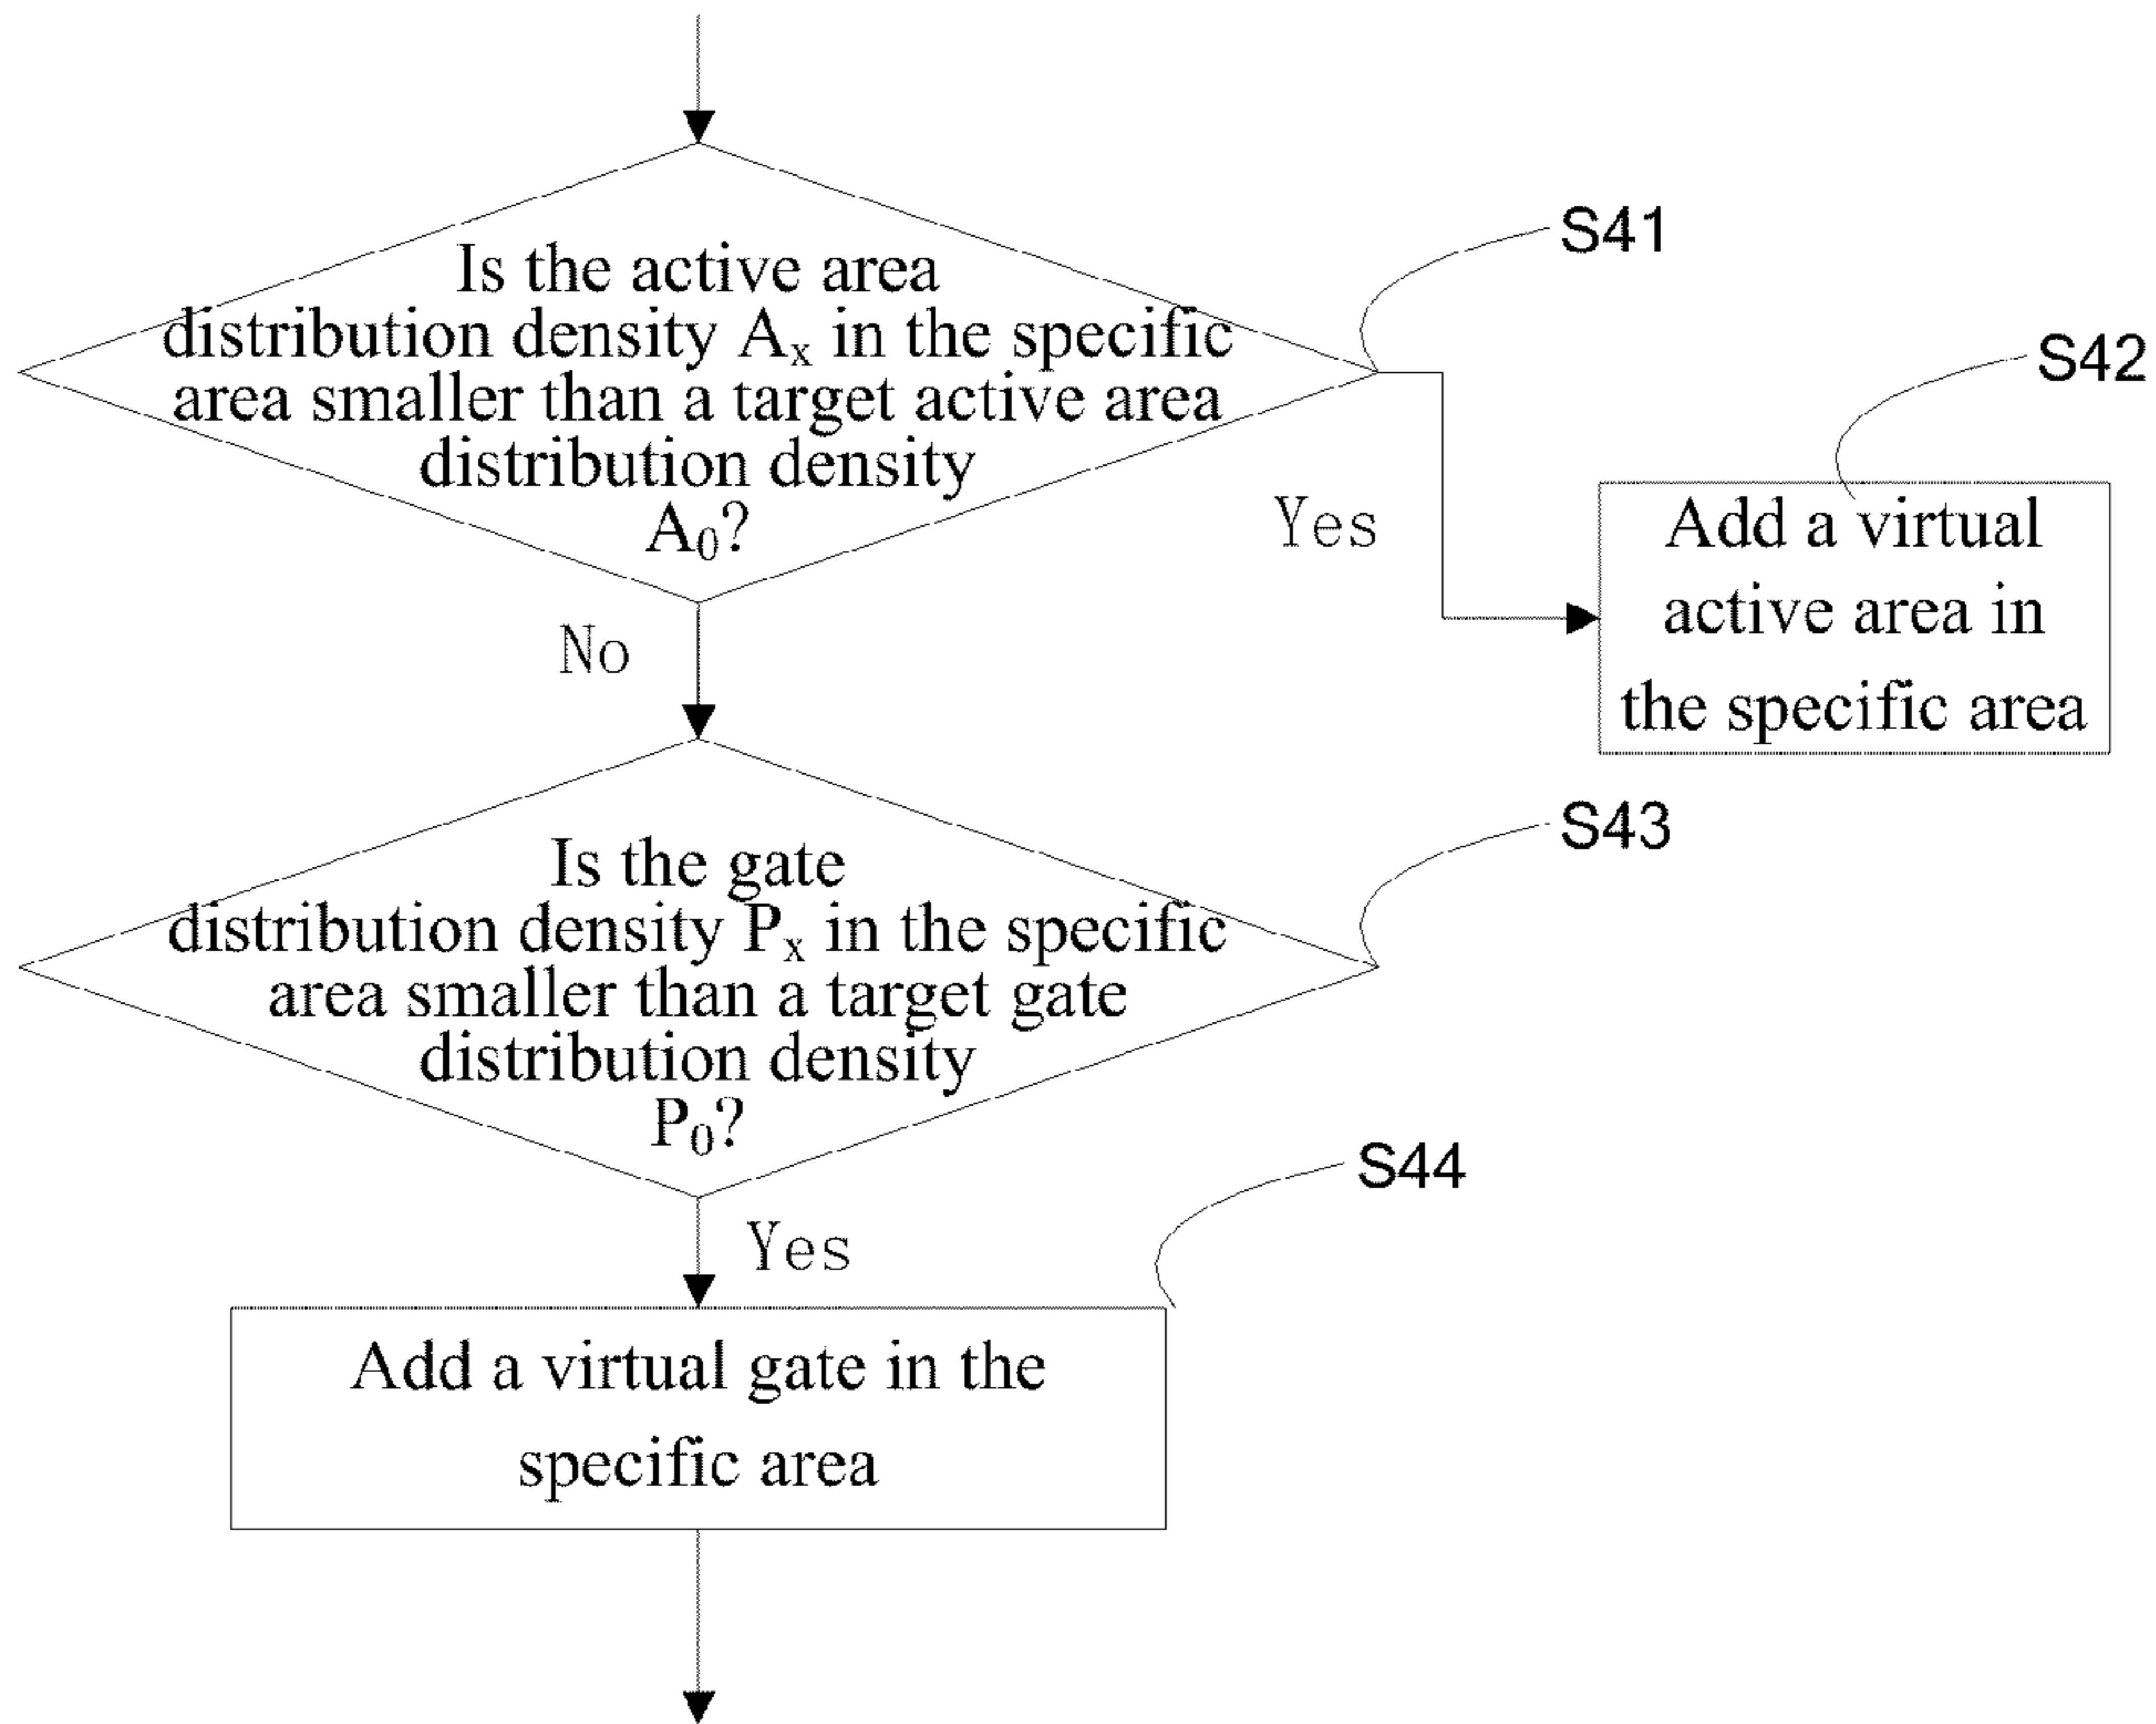 Is the active area
distribution density Aₓ in the specific
area smaller than a target active area
distribution density
A₀?
S41
Yes
S42
Add a virtual
active area in
the specific area
No
Is the gate
distribution density Pₓ in the specific
area smaller than a target gate
distribution density
P₀?
S43
Yes
S44
Add a virtual gate in the
specific area